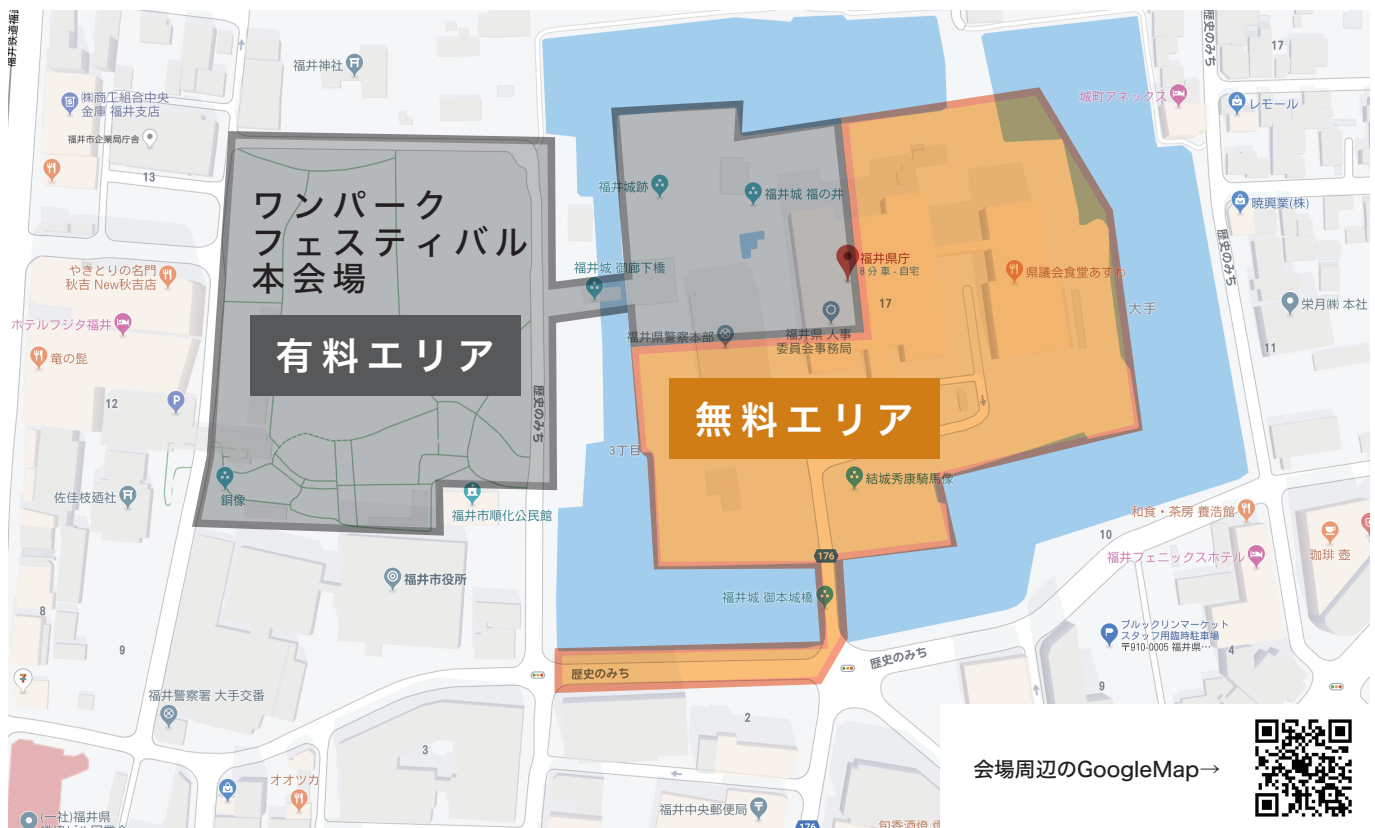 福井鉄道福
福井神社
㈱商工組合中央
金庫 福井支店
福井市企業局庁舎
13
ワンパーク
フェスティバル
本会場
有料エリア
やきとりの名門
秋吉 New秋吉店
ホテルフジタ福井
竜の髭
12
P
歴史のみち
佐佳枝廼社
銅像
福井市順化公民館
福井市役所
8
9
福井城跡
福井城 福の井
福井城 御廊下橋
福井県庁
8 分 車 - 自宅
17
福井県警察本部
福井県 人事
委員会事務局
県議会食堂あすわ
大手
無料エリア
3丁目
結城秀康騎馬像
176
福井城 御本城橋
歴史のみち
歴史のみち
歴史のみち
17
城町アネックス
レモール
暁興業(株)
歴史のみち
栄月㈱ 本社
11
和食・茶房 養浩館
10
福井フェニックスホテル
珈琲 壺
ブルックリンマーケット
スタッフ用臨時駐車場
〒910-0005 福井県…
4
9
福井警察署 大手交番
3
2
オオツカ
(一社)福井県
福井中央郵便局
176
会場周辺のGoogleMap→